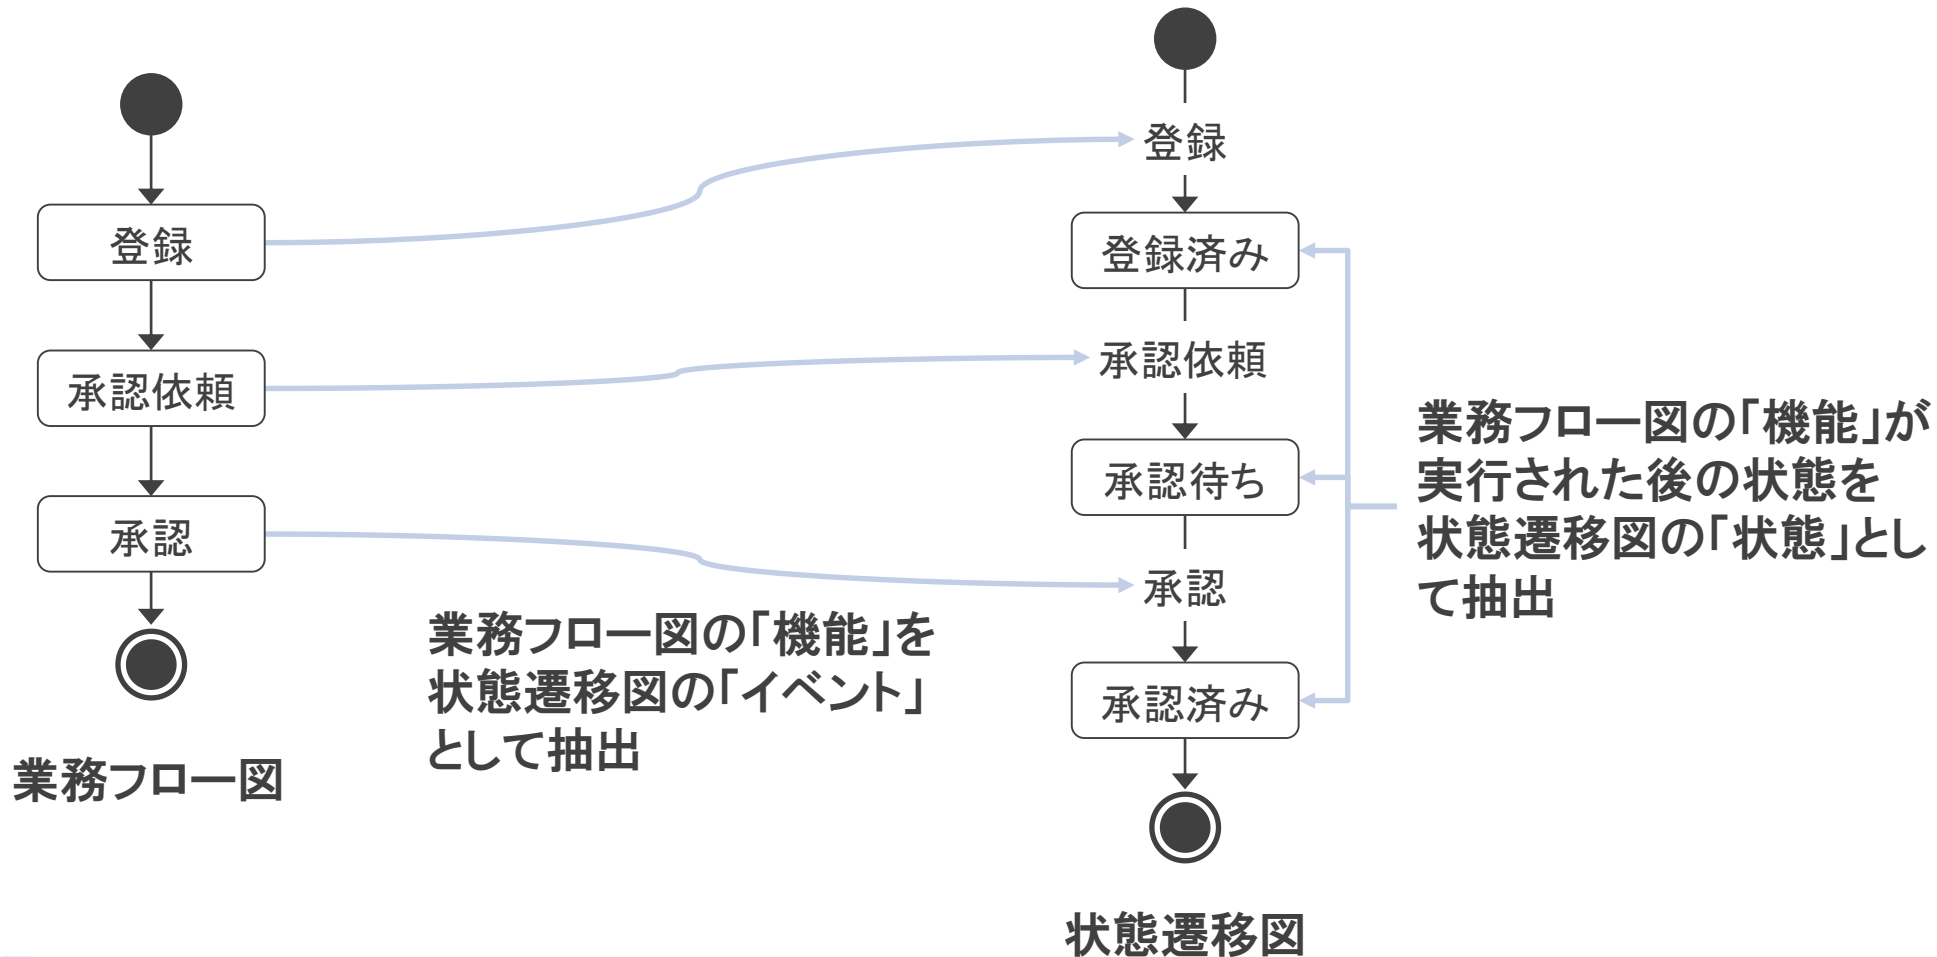 登録
承認依頼
承認
業務フロー図
業務フロー図の「機能」を
状態遷移図の「イベント」
として抽出
登録
登録済み
承認依頼
承認待ち
承認
承認済み
状態遷移図
業務フロー図の「機能」が
実行された後の状態を
状態遷移図の「状態」とし
て抽出